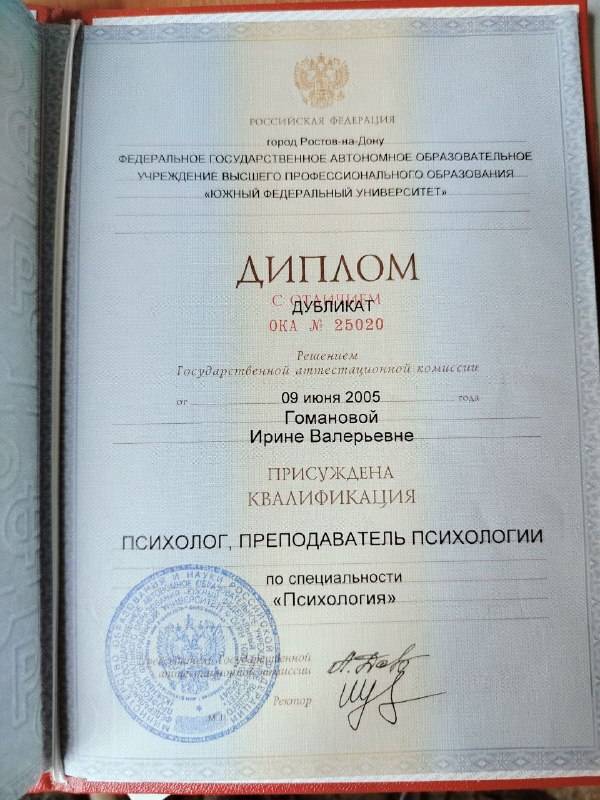 РОССИЙСКАЯ ФЕДЕРАЦИЯ
город Ростов-на-Дону
ФЕДЕРАЛЬНОЕ ГОСУДАРСТВЕННОЕ АВТОНОМНОЕ ОБРАЗОВАТЕЛЬНОЕ
УЧРЕЖДЕНИЕ ВЫСШЕГО ПРОФЕССИОНАЛЬНОГО ОБРАЗОВАНИЯ
«ЮЖНЫЙ ФЕДЕРАЛЬНЫЙ УНИВЕРСИТЕТ»
ДИПЛОМ
С ОТЛИЧИЕМ
ДУБЛИКАТ
ОКА № 25020
Решением
Государственной аттестационной комиссии
от 09 июня 2005 года
Гомановой
Ирине Валерьевне
ПРИСУЖДЕНА
КВАЛИФИКАЦИЯ
ПСИХОЛОГ, ПРЕПОДАВАТЕЛЬ ПСИХОЛОГИИ
по специальности
«Психология»
Председатель Государственной
аттестационной комиссии
Ректор
М.П.